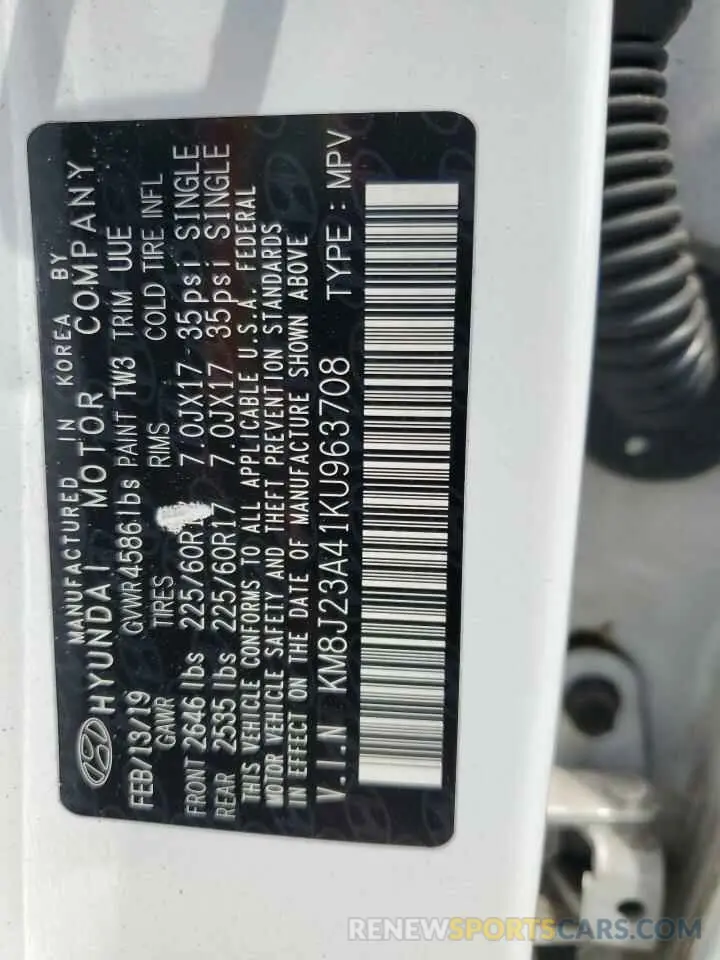 MANUFACTURED IN KOREA BY
HYUNDAI MOTOR COMPANY
FEB/13/19 GVWR 4586 lbs PAINT TW3 TRIM UUE
GAWR TIRES RIMS COLD TIRE INFL
FRONT 2646 lbs 225/60R17 7.0JX17 35psi SINGLE
REAR 2535 lbs 225/60R17 7.0JX17 35psi SINGLE
THIS VEHICLE CONFORMS TO ALL APPLICABLE U.S.A. FEDERAL
MOTOR VEHICLE SAFETY AND THEFT PREVENTION STANDARDS
IN EFFECT ON THE DATE OF MANUFACTURE SHOWN ABOVE
V.I.N KM8J23A41KU963708 TYPE : MPV
RENEWSPORTSCARS.COM